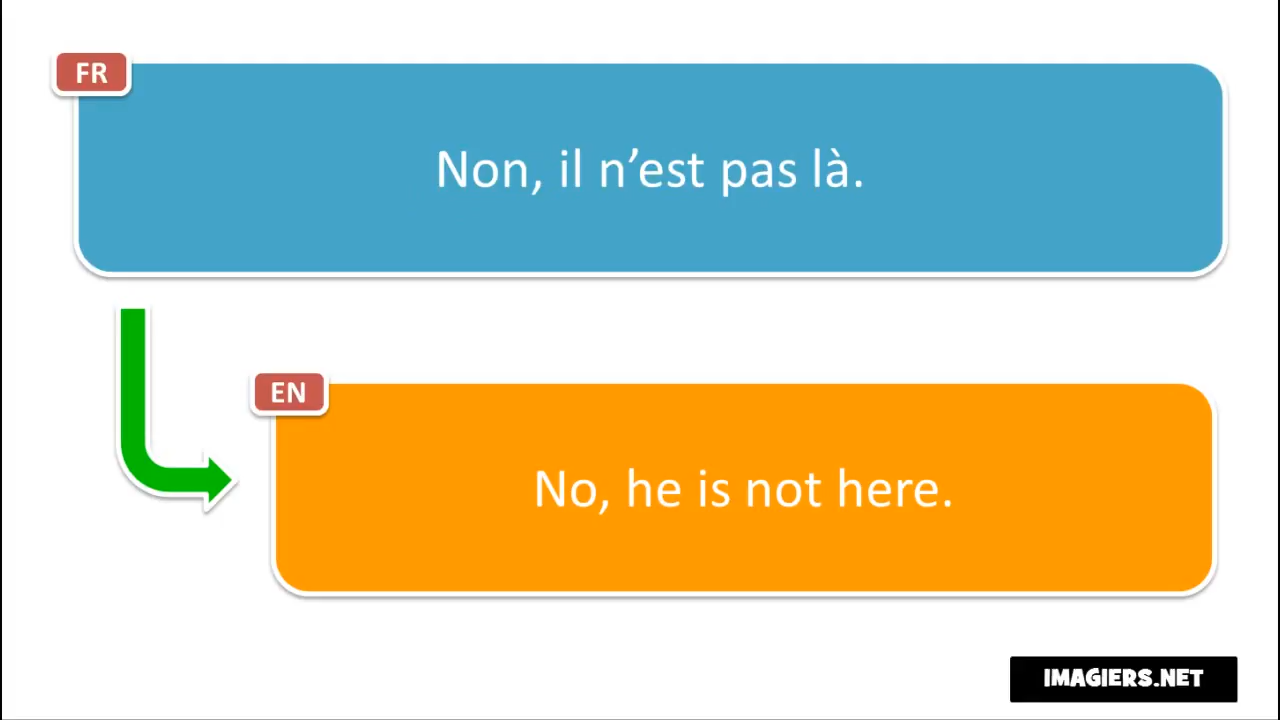 FR
Non, il n’est pas là.
EN
No, he is not here.
IMAGIERS.NET